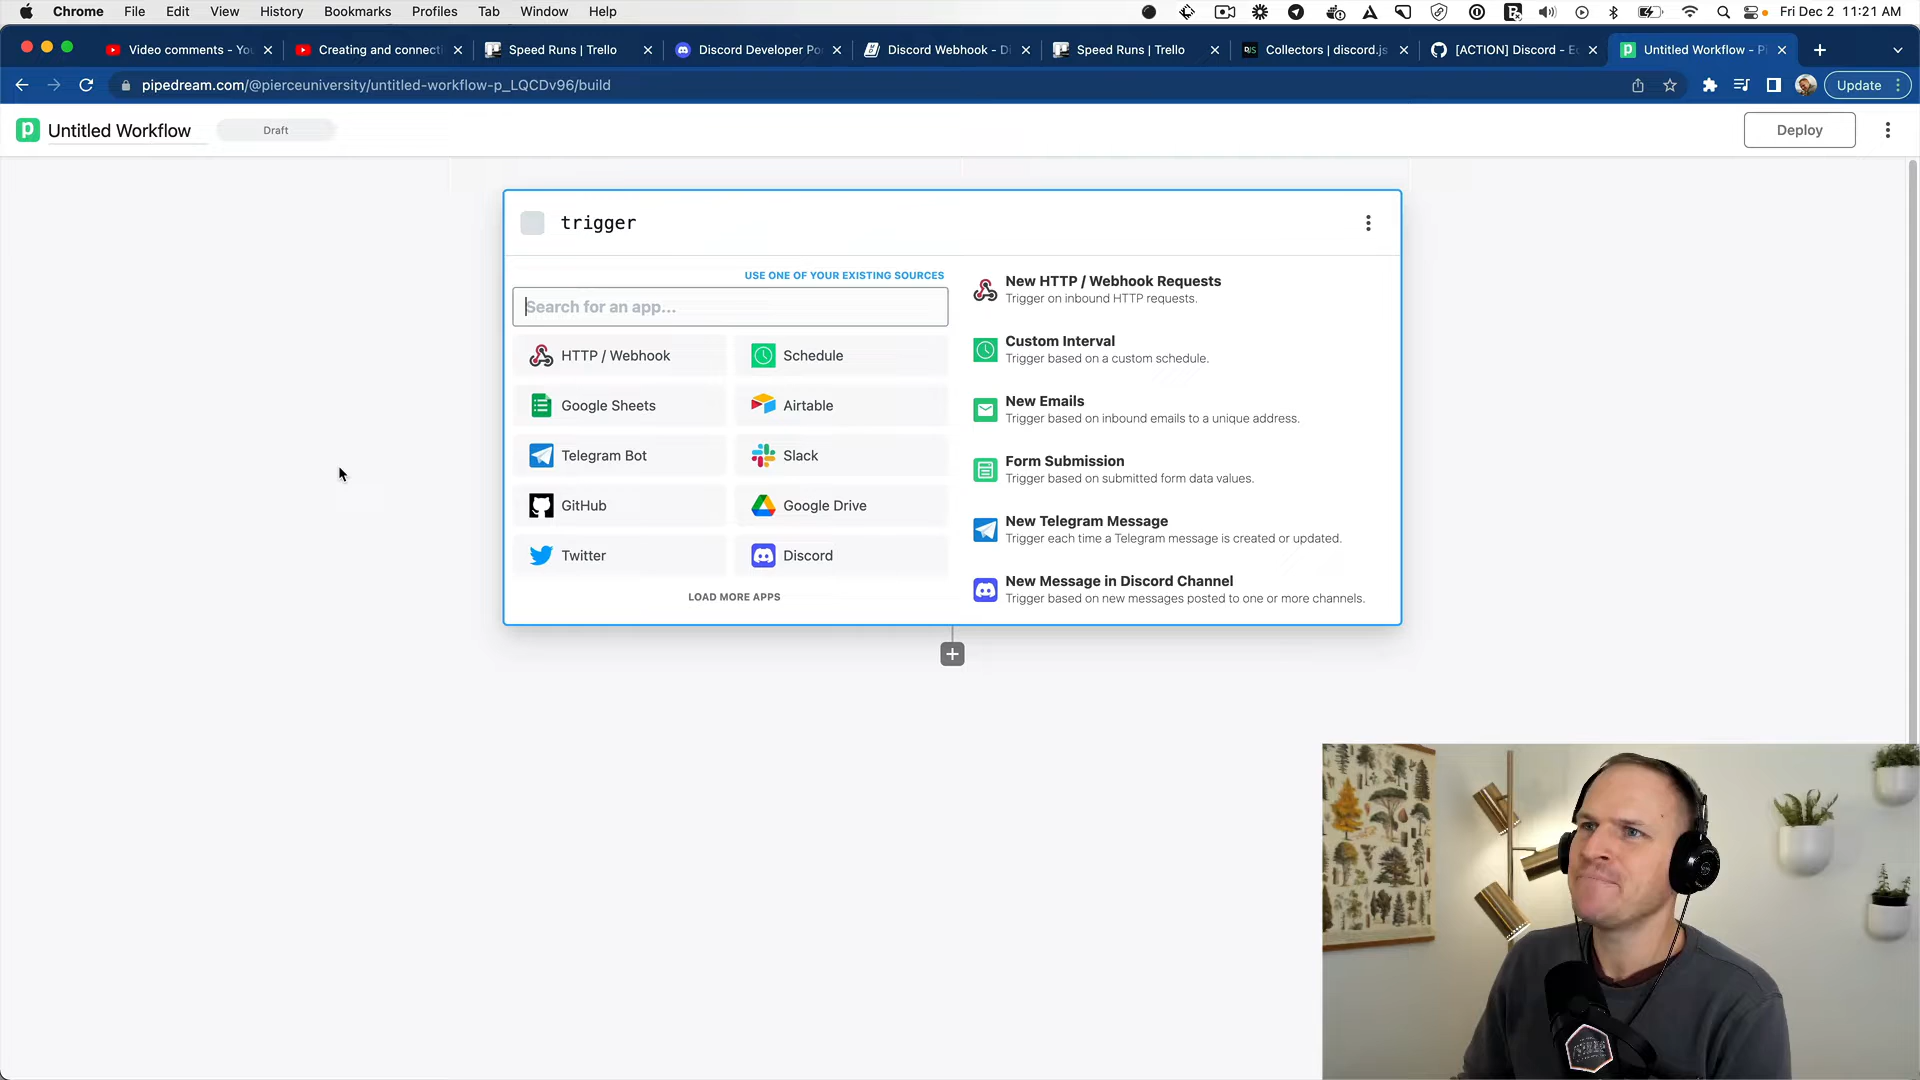 Chrome File Edit View History Bookmarks Profiles Tab Window Help Fri Dec 2 11:21 AM
Video comments - You
Creating and connecti
Speed Runs | Trello
Discord Developer Po
Discord Webhook - Di
Speed Runs | Trello
Collectors | discord.js
[ACTION] Discord - Ec
Untitled Workflow - P
pipedream.com/@pierceuniversity/untitled-workflow-p_LQCDv96/build
Update
Untitled Workflow
Draft
Deploy
trigger
USE ONE OF YOUR EXISTING SOURCES
Search for an app...
HTTP / Webhook
Schedule
Google Sheets
Airtable
Telegram Bot
Slack
GitHub
Google Drive
Twitter
Discord
LOAD MORE APPS
New HTTP / Webhook Requests
Trigger on inbound HTTP requests.
Custom Interval
Trigger based on a custom schedule.
New Emails
Trigger based on inbound emails to a unique address.
Form Submission
Trigger based on submitted form data values.
New Telegram Message
Trigger each time a Telegram message is created or updated.
New Message in Discord Channel
Trigger based on new messages posted to one or more channels.